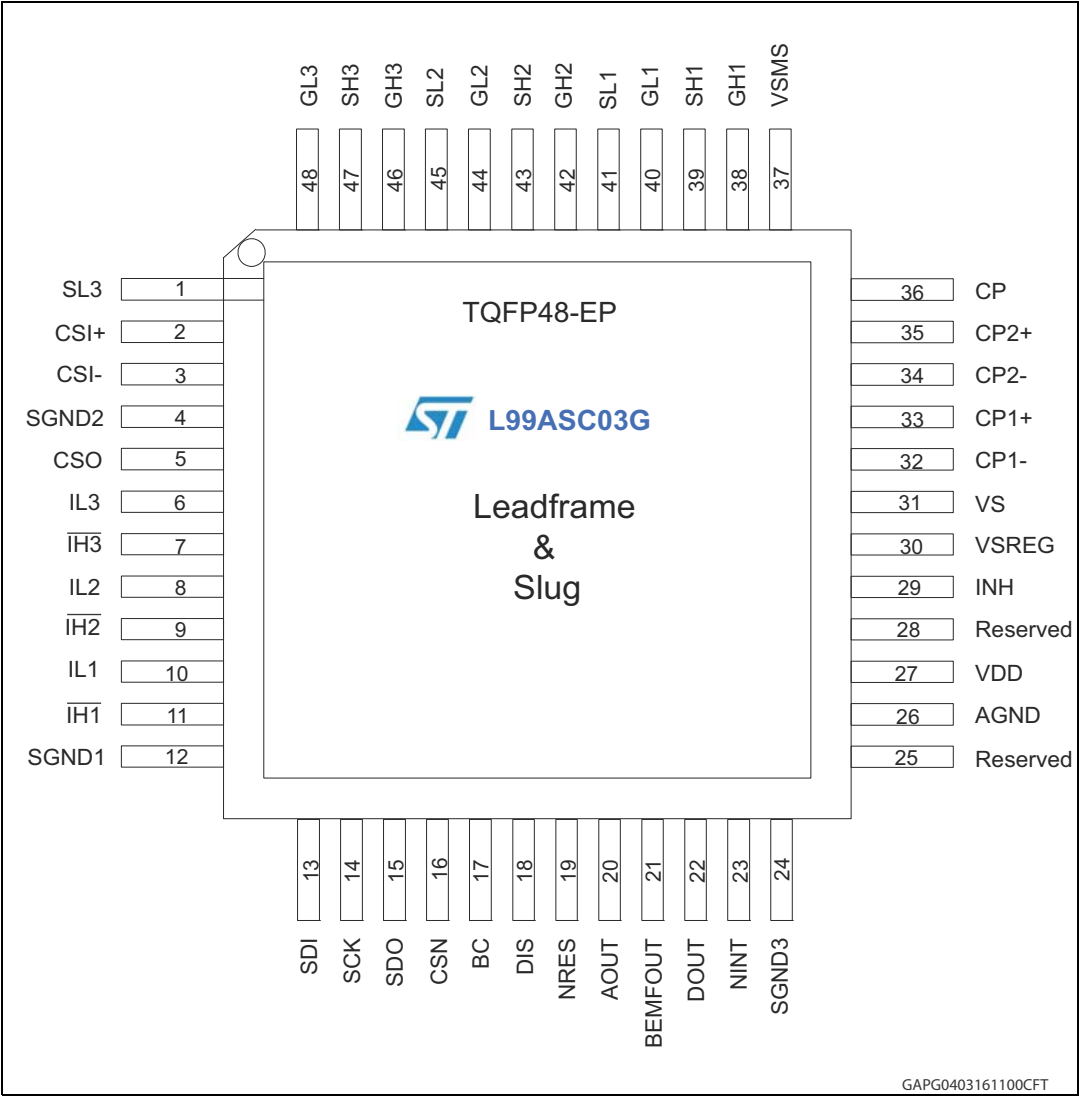 GL3 SH3 GH3 SL2 GL2 SH2 GH2 SL1 GL1 SH1 GH1 VSMS
48 47 46 45 44 43 42 41 40 39 38 37
SL3 1
CSI+ 2
CSI- 3
SGND2 4
CSO 5
IL3 6
I̅H̅3̅ 7
IL2 8
I̅H̅2̅ 9
IL1 10
I̅H̅1̅ 11
SGND1 12
TQFP48-EP
ST L99ASC03G
Leadframe
&
Slug
36 CP
35 CP2+
34 CP2-
33 CP1+
32 CP1-
31 VS
30 VSREG
29 INH
28 Reserved
27 VDD
26 AGND
25 Reserved
13 14 15 16 17 18 19 20 21 22 23 24
SDI SCK SDO CSN BC DIS NRES AOUT BEMFOUT DOUT NINT SGND3
GAPG0403161100CFT